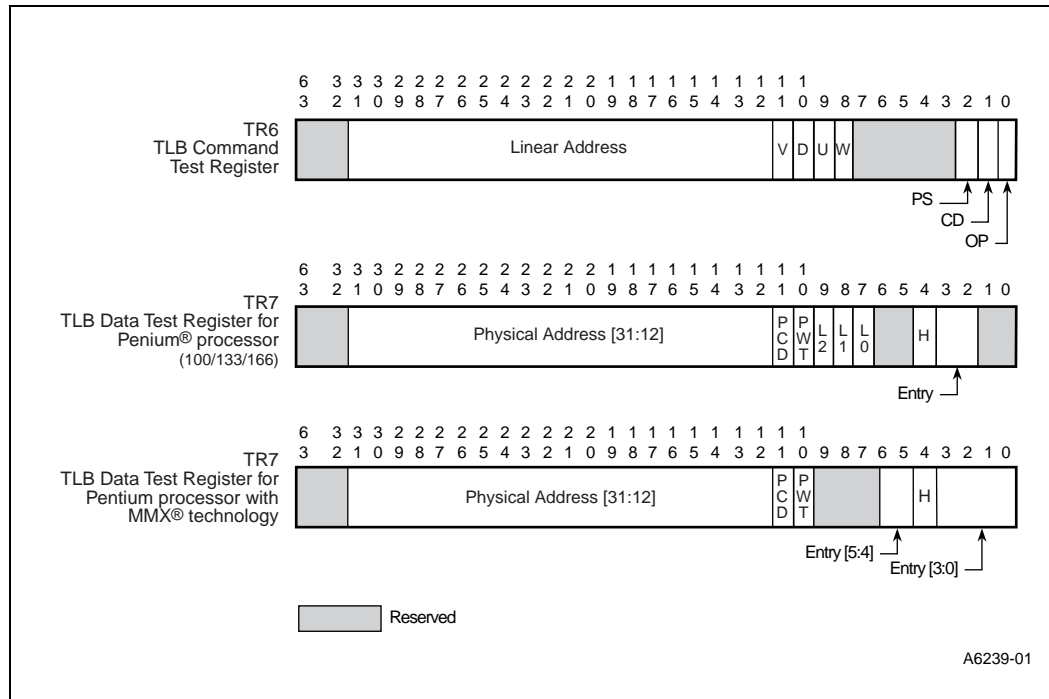 6 3 3 3 2 2 2 2 2 2 2 2 2 2 1 1 1 1 1 1 1 1 1 1
3 2 1 0 9 8 7 6 5 4 3 2 1 0 9 8 7 6 5 4 3 2 1 0 9 8 7 6 5 4 3 2 1 0
TR6
TLB Command
Test Register
Linear Address
V D U W
PS
CD
OP
6 3 3 3 2 2 2 2 2 2 2 2 2 2 1 1 1 1 1 1 1 1 1 1
3 2 1 0 9 8 7 6 5 4 3 2 1 0 9 8 7 6 5 4 3 2 1 0 9 8 7 6 5 4 3 2 1 0
TR7
TLB Data Test Register for
Penium® processor
(100/133/166)
Physical Address [31:12]
PCD PWT L2 L1 L0 H
Entry
6 3 3 3 2 2 2 2 2 2 2 2 2 2 1 1 1 1 1 1 1 1 1 1
3 2 1 0 9 8 7 6 5 4 3 2 1 0 9 8 7 6 5 4 3 2 1 0 9 8 7 6 5 4 3 2 1 0
TR7
TLB Data Test Register for
Pentium processor with
MMX® technology
Physical Address [31:12]
PCD PWT H
Entry [5:4]
Entry [3:0]
Reserved
A6239-01